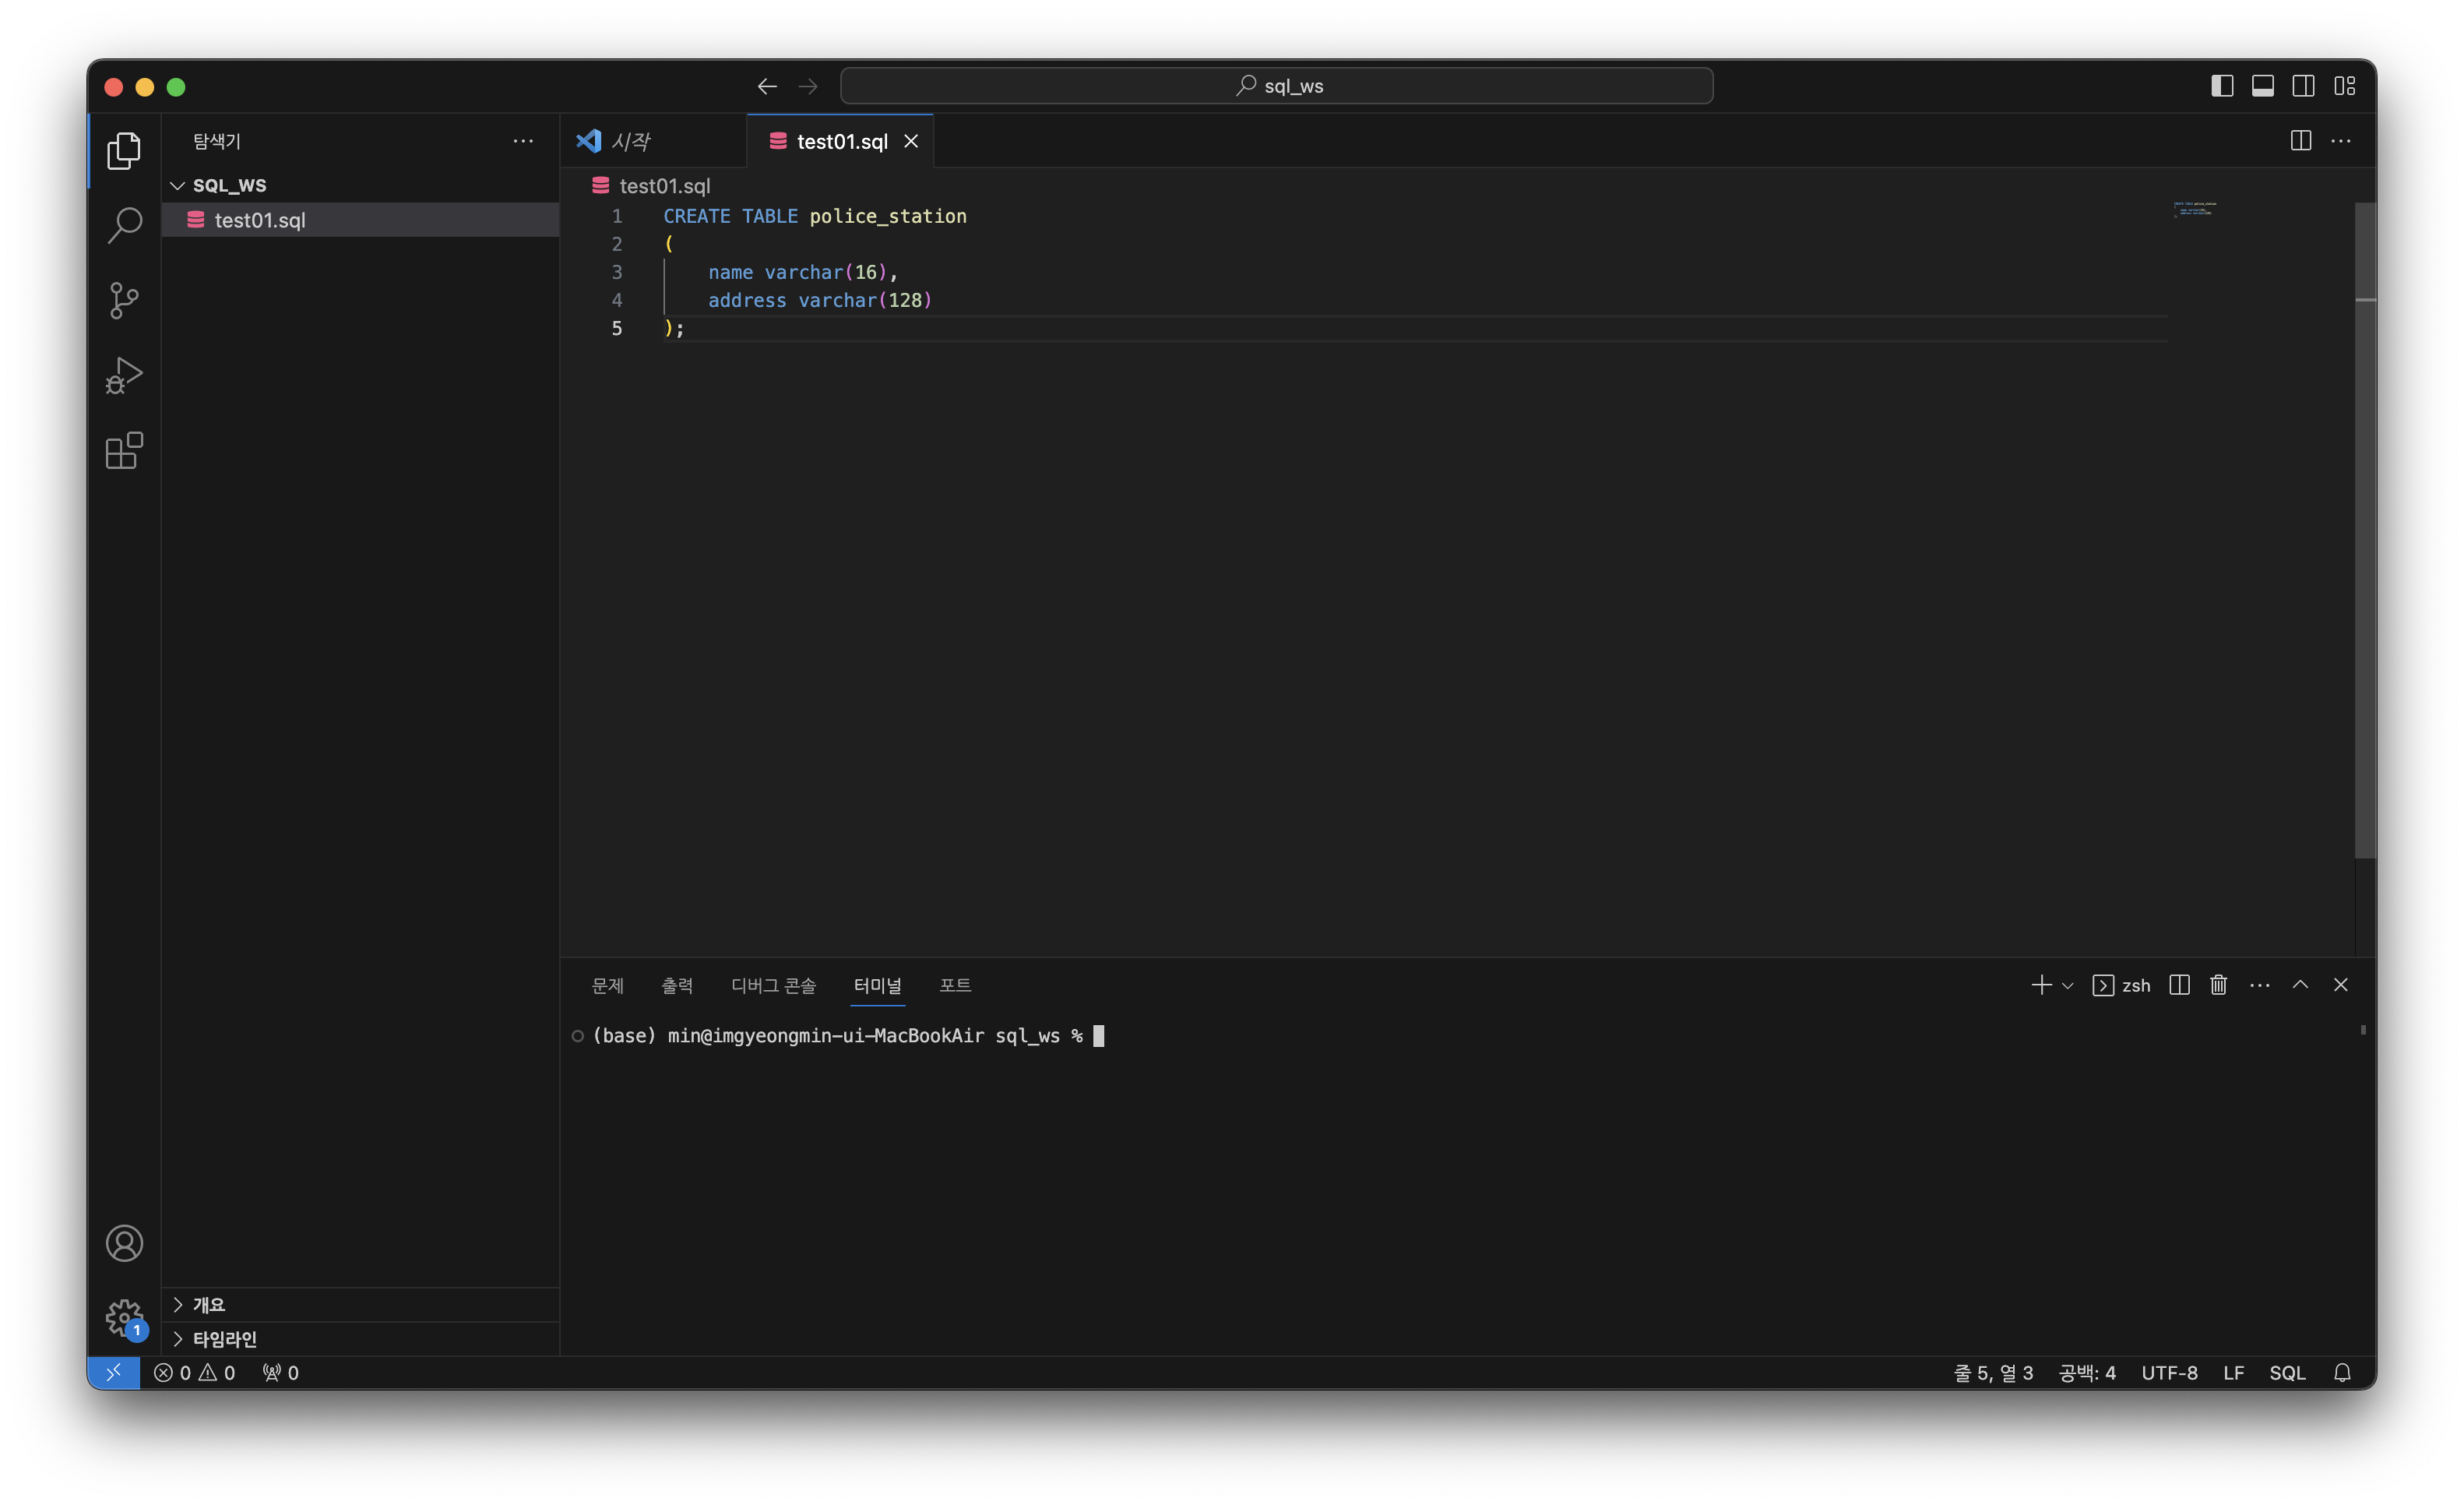 sql_ws
탐색기
시작
test01.sql
SQL_WS
test01.sql
test01.sql
1 CREATE TABLE police_station
2 (
3 name varchar(16),
4 address varchar(128)
5 );
문제 출력 디버그 콘솔 터미널 포트
zsh
(base) min@imgyeongmin-ui-MacBookAir sql_ws %
개요
타임라인
1
0 0 0
줄 5, 열 3 공백: 4 UTF-8 LF SQL